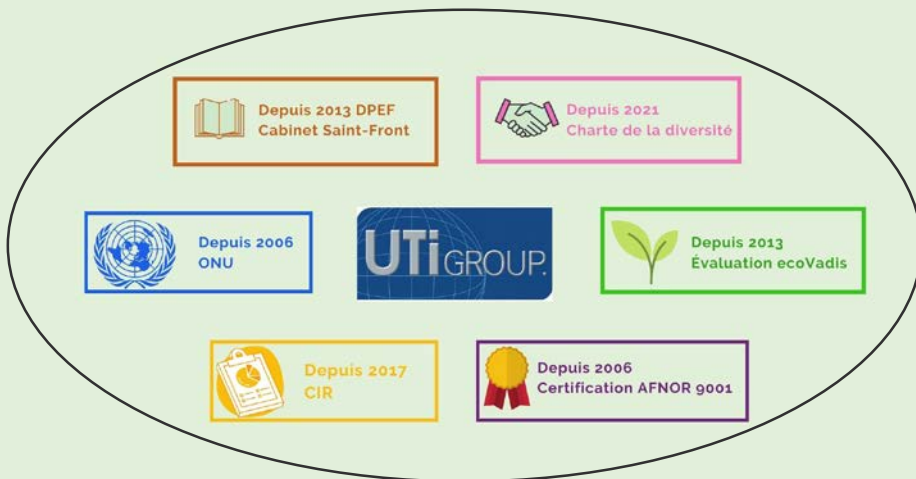 Depuis 2013 DPEF
Cabinet Saint-Front
Depuis 2021
Charte de la diversité
Depuis 2006
ONU
UTi GROUP.
Depuis 2013
Évaluation ecoVadis
Depuis 2017
CIR
Depuis 2006
Certification AFNOR 9001